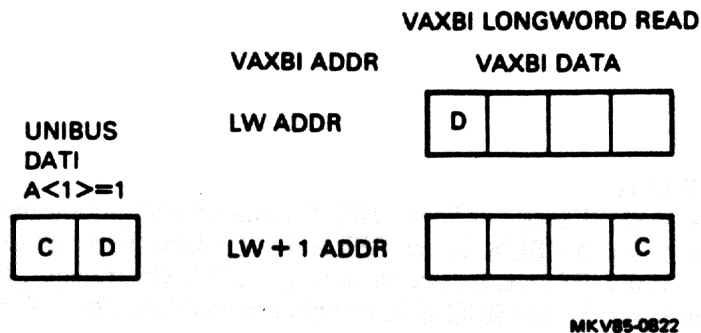 VAXBI LONGWORD READ
VAXBI ADDR VAXBI DATA
LW ADDR D
UNIBUS
DATI
A<1>=1
C D LW + 1 ADDR C
MKV85-0822